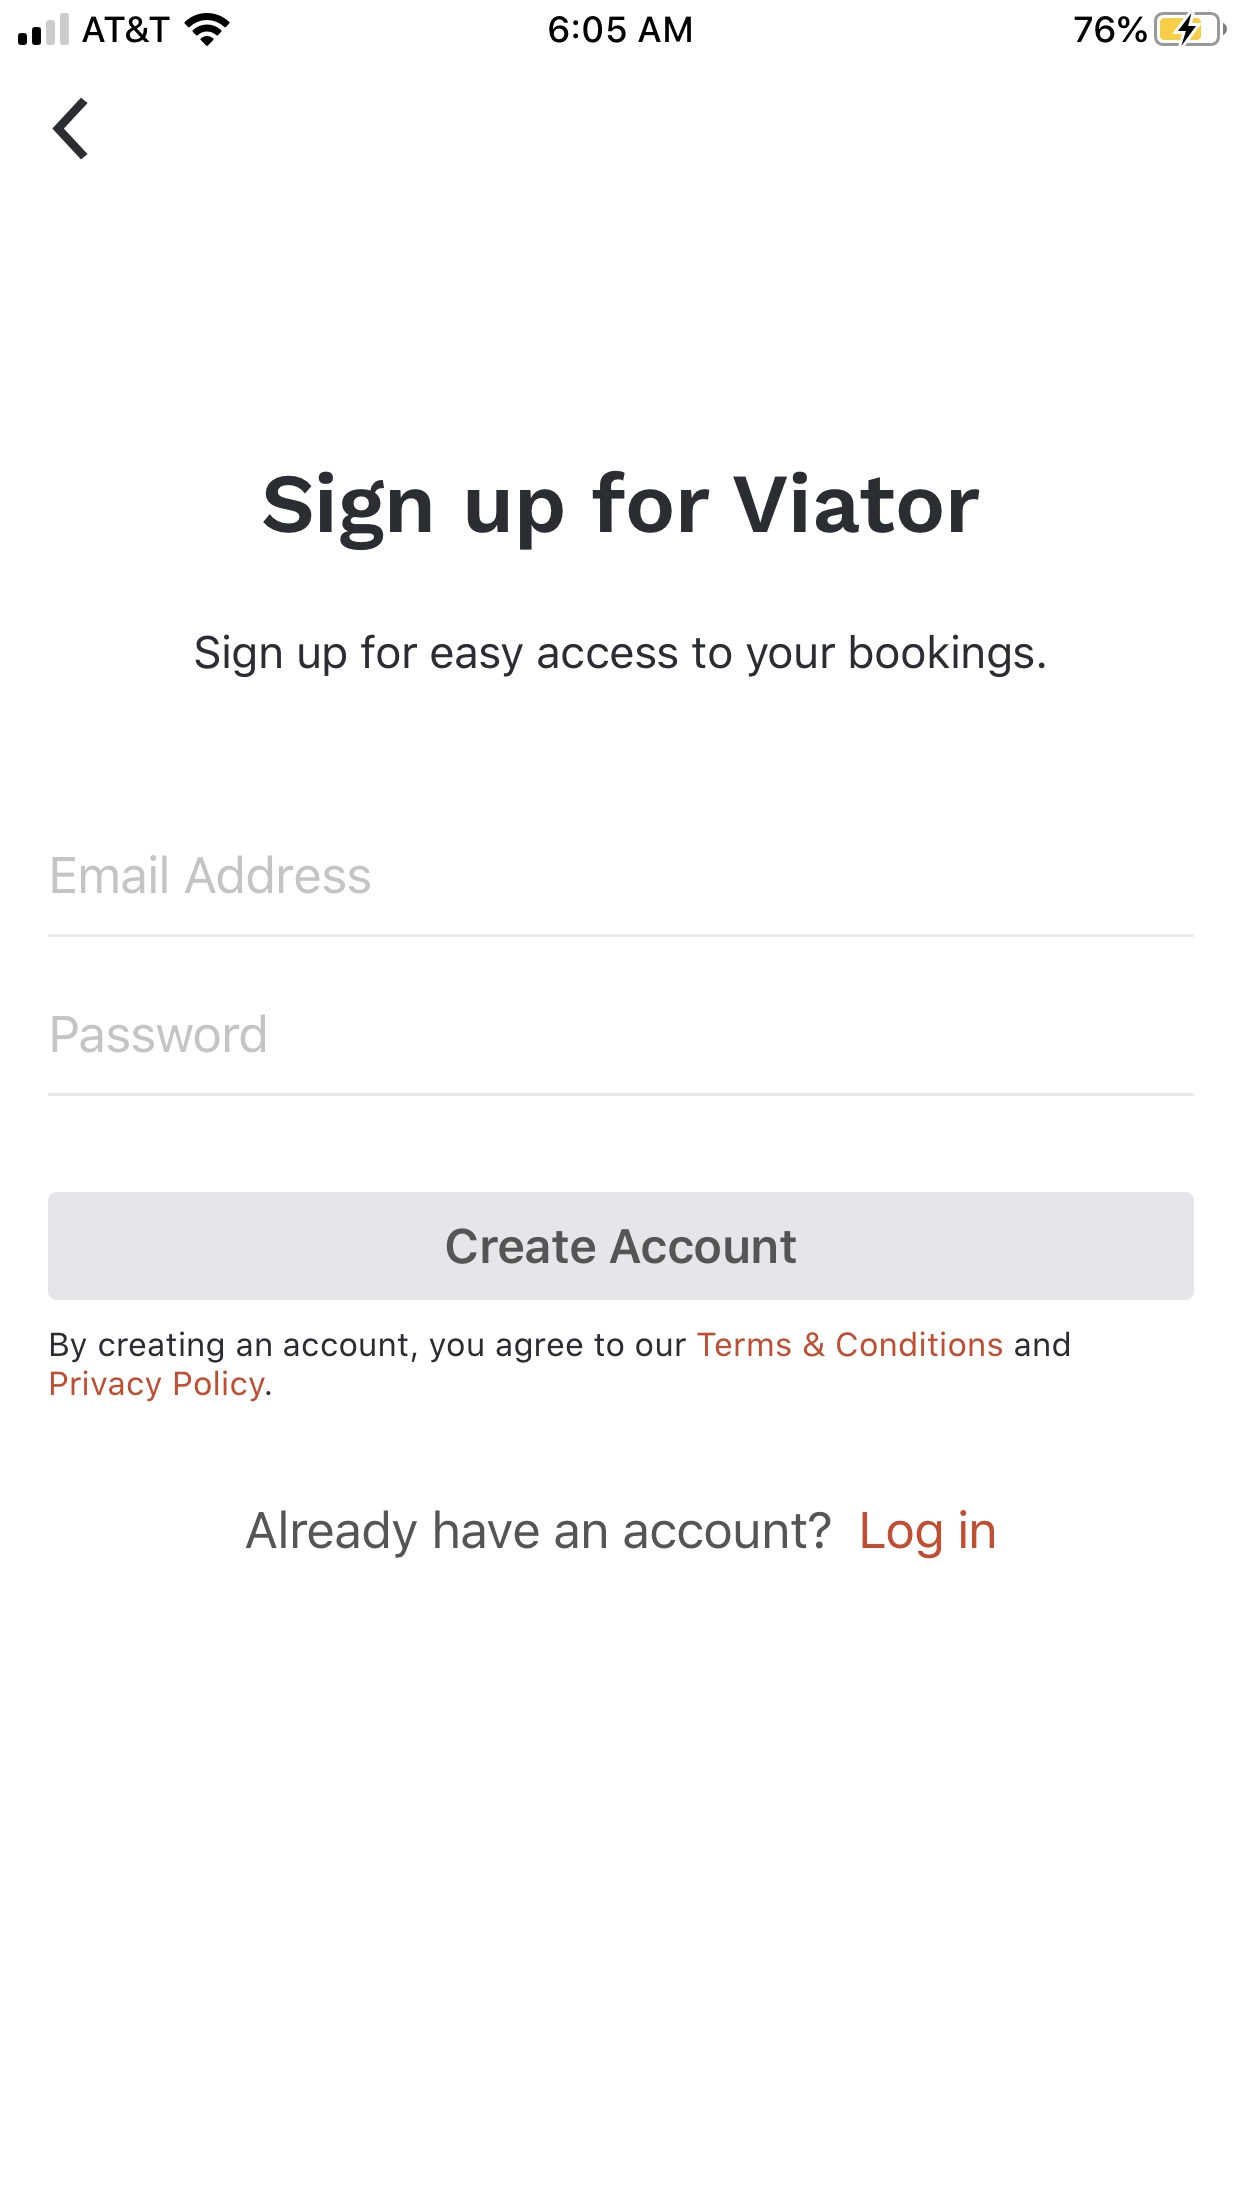 AT&T 6:05 AM 76%
Sign up for Viator
Sign up for easy access to your bookings.
Email Address
Password
Create Account
By creating an account, you agree to our Terms & Conditions and
Privacy Policy.
Already have an account? Log in